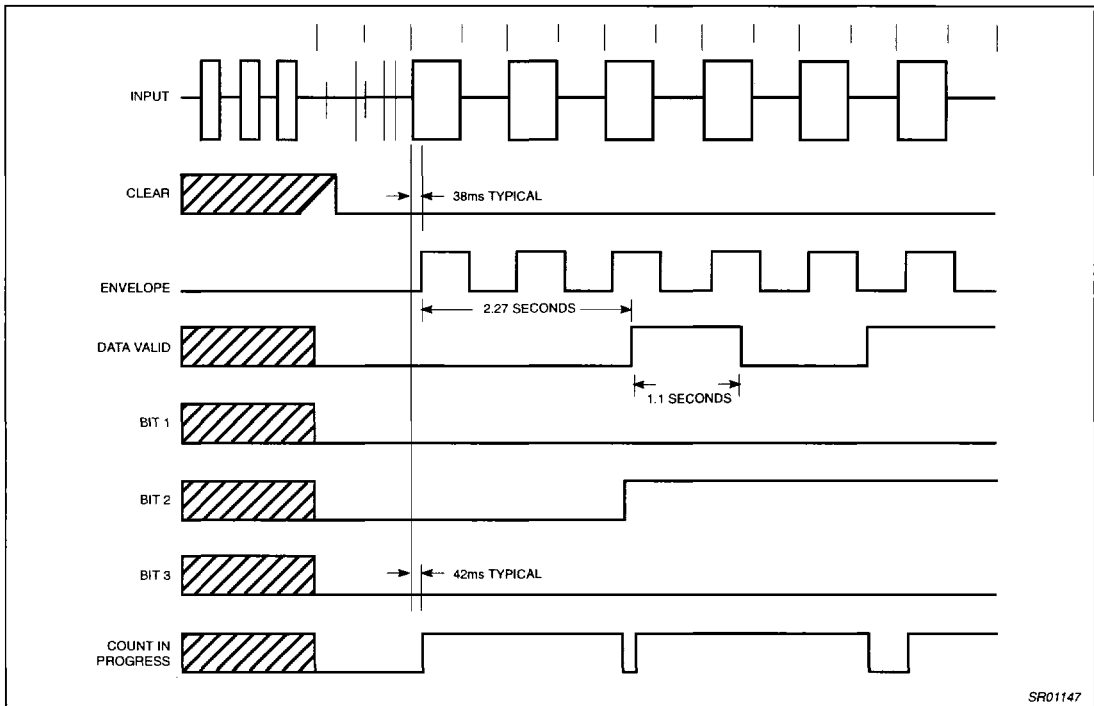 INPUT
CLEAR
38ms TYPICAL
ENVELOPE
2.27 SECONDS
DATA VALID
1.1 SECONDS
BIT 1
BIT 2
BIT 3
42ms TYPICAL
COUNT IN
PROGRESS
SR01147